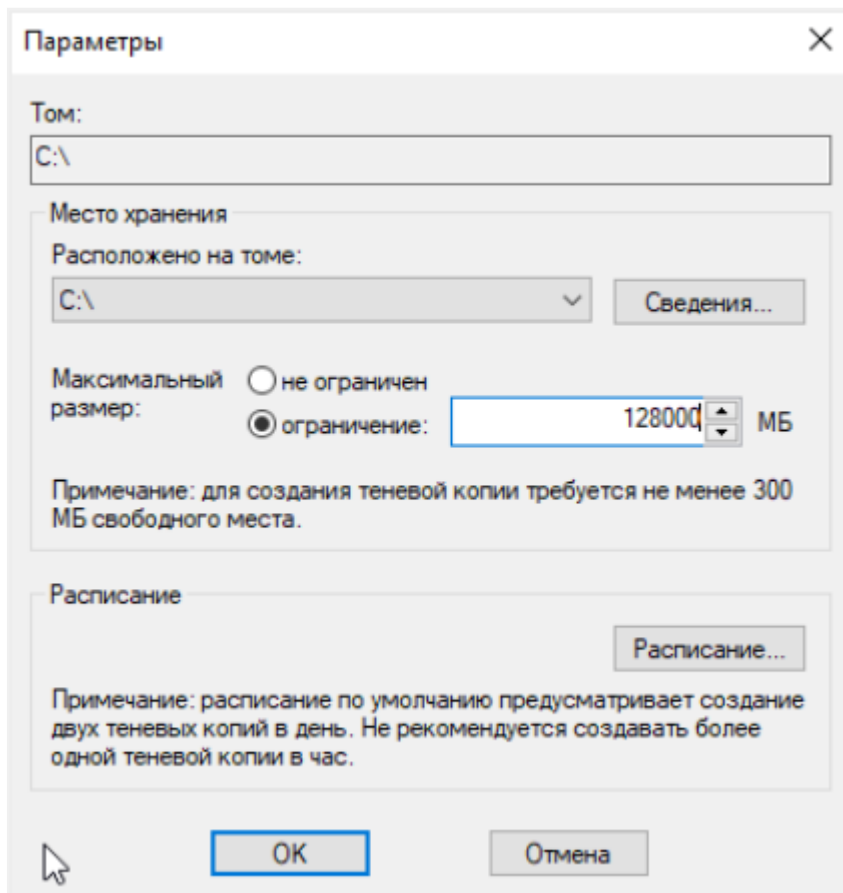 Параметры
Том:
C:\
Место хранения
Расположено на томе:
C:\
Сведения...
Максимальный размер:
не ограничен
ограничение:
128000
МБ
Примечание: для создания теневой копии требуется не менее 300
МБ свободного места.
Расписание
Расписание...
Примечание: расписание по умолчанию предусматривает создание
двух теневых копий в день. Не рекомендуется создавать более
одной теневой копии в час.
OK
Отмена